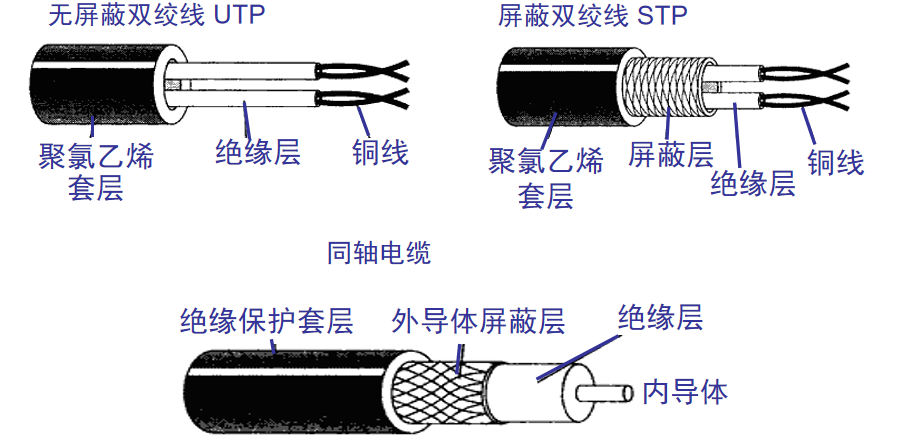 无屏蔽双绞线 UTP
屏蔽双绞线 STP
聚氯乙烯
套层
绝缘层
铜线
聚氯乙烯
套层
屏蔽层
绝缘层
铜线
同轴电缆
绝缘保护套层
外导体屏蔽层
绝缘层
内导体